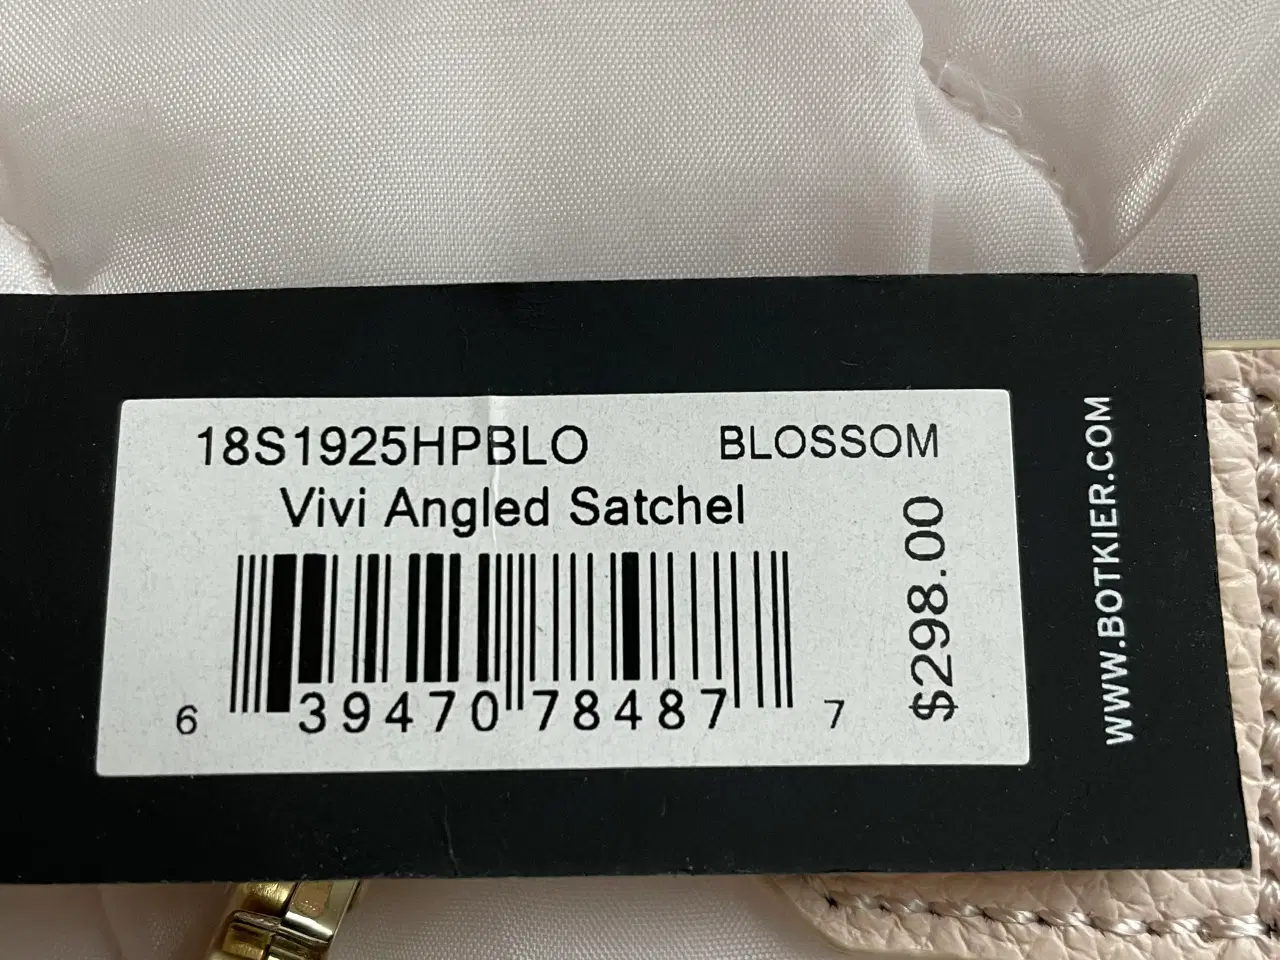 18S1925HPBLO BLOSSOM
Vivi Angled Satchel
6 39470 78487 7
$298.00
WWW.BOTKIER.COM